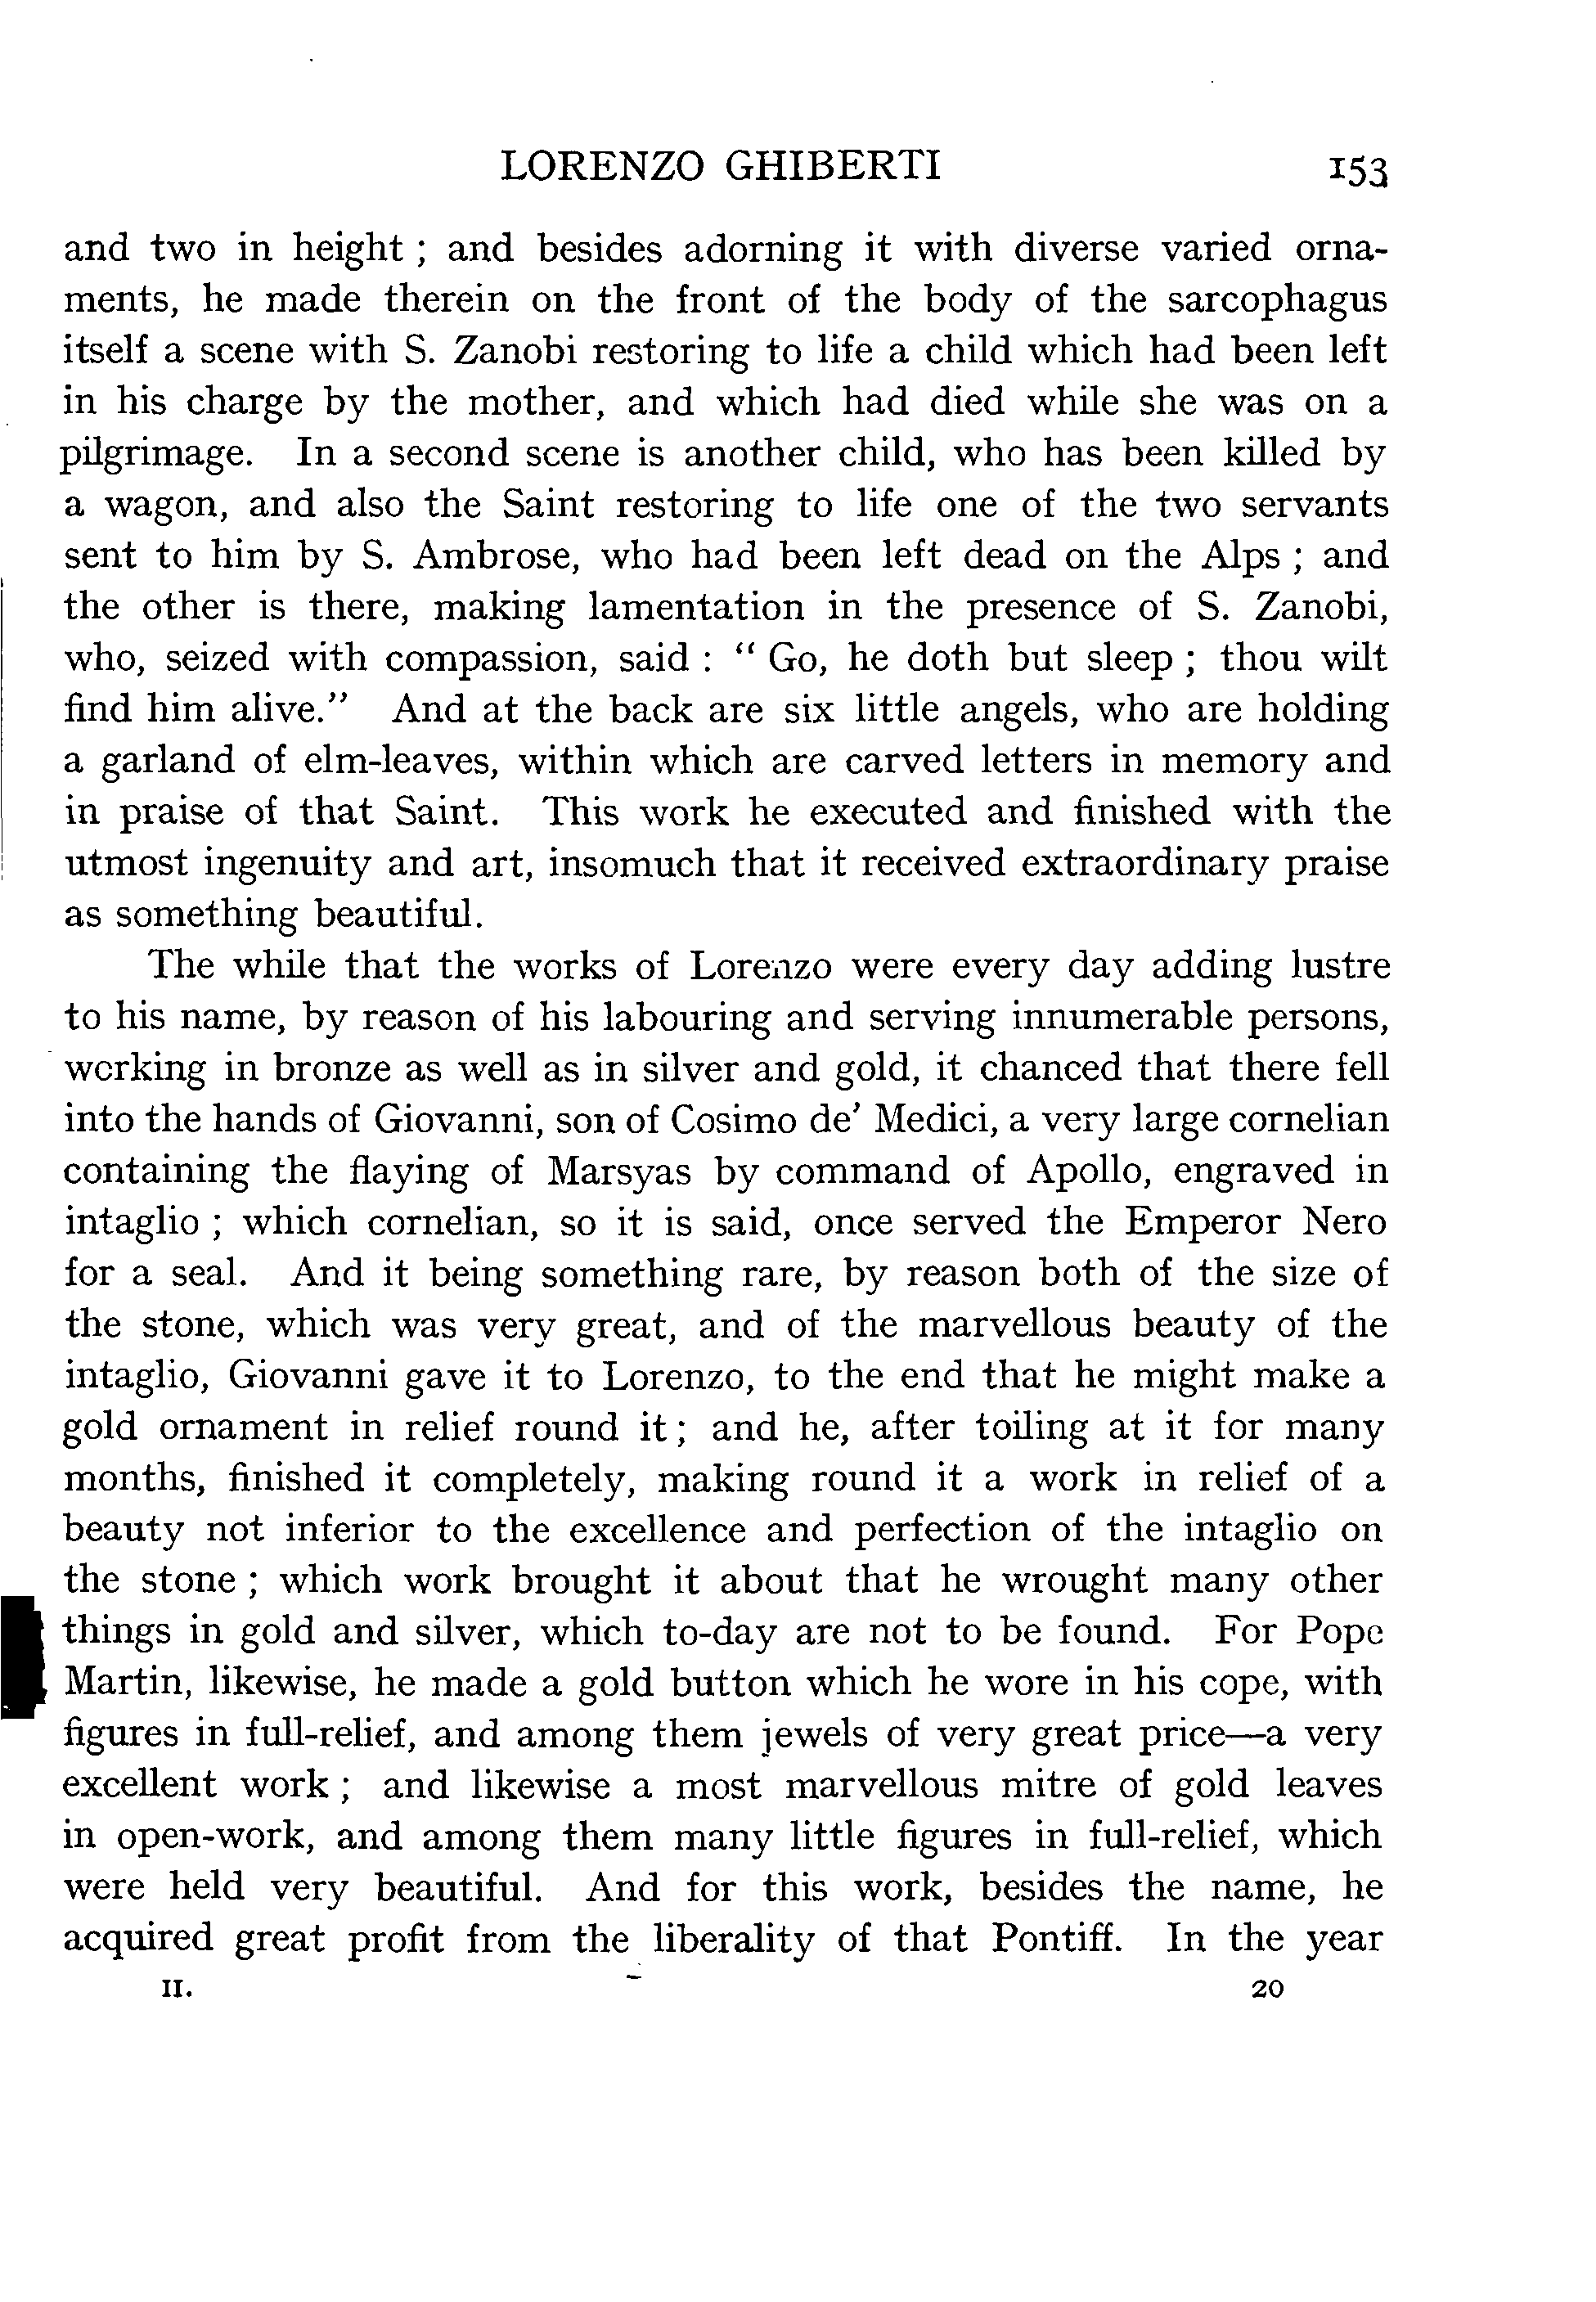 LORENZO GHIBERTI 153
and two in height ; and besides adorning it with diverse varied orna-
ments, he made therein on the front of the body of the sarcophagus
itself a scene with S. Zanobi restoring to life a child which had been left
in his charge by the mother, and which had died while she was on a
pilgrimage. In a second scene is another child, who has been killed by
a wagon, and also the Saint restoring to life one of the two servants
sent to him by S. Ambrose, who had been left dead on the Alps ; and
the other is there, making lamentation in the presence of S. Zanobi,
who, seized with compassion, said : “ Go, he doth but sleep ; thou wilt
find him alive.” And at the back are six little angels, who are holding
a garland of elm-leaves, within which are carved letters in memory and
in praise of that Saint. This work he executed and finished with the
utmost ingenuity and art, insomuch that it received extraordinary praise
as something beautiful.
The while that the works of Lorenzo were every day adding lustre
to his name, by reason of his labouring and serving innumerable persons,
working in bronze as well as in silver and gold, it chanced that there fell
into the hands of Giovanni, son of Cosimo de’ Medici, a very large cornelian
containing the flaying of Marsyas by command of Apollo, engraved in
intaglio ; which cornelian, so it is said, once served the Emperor Nero
for a seal. And it being something rare, by reason both of the size of
the stone, which was very great, and of the marvellous beauty of the
intaglio, Giovanni gave it to Lorenzo, to the end that he might make a
gold ornament in relief round it ; and he, after toiling at it for many
months, finished it completely, making round it a work in relief of a
beauty not inferior to the excellence and perfection of the intaglio on
the stone ; which work brought it about that he wrought many other
things in gold and silver, which to-day are not to be found. For Pope
Martin, likewise, he made a gold button which he wore in his cope, with
figures in full-relief, and among them jewels of very great price—a very
excellent work ; and likewise a most marvellous mitre of gold leaves
in open-work, and among them many little figures in full-relief, which
were held very beautiful. And for this work, besides the name, he
acquired great profit from the liberality of that Pontiff. In the year
II. 20